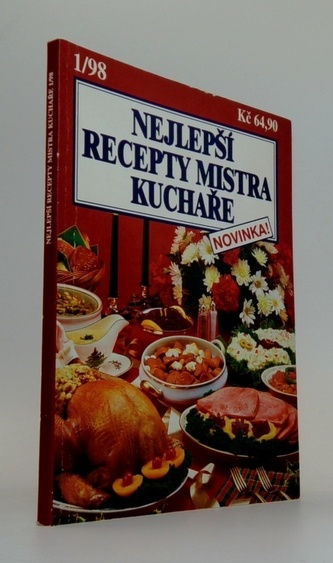 NEJLEPŠÍ RECEPTY MISTRA KUCHAŘE 1/98
1/98
Kč 64,90
NEJLEPŠÍ
RECEPTY MISTRA
KUCHAŘE
NOVINKA!